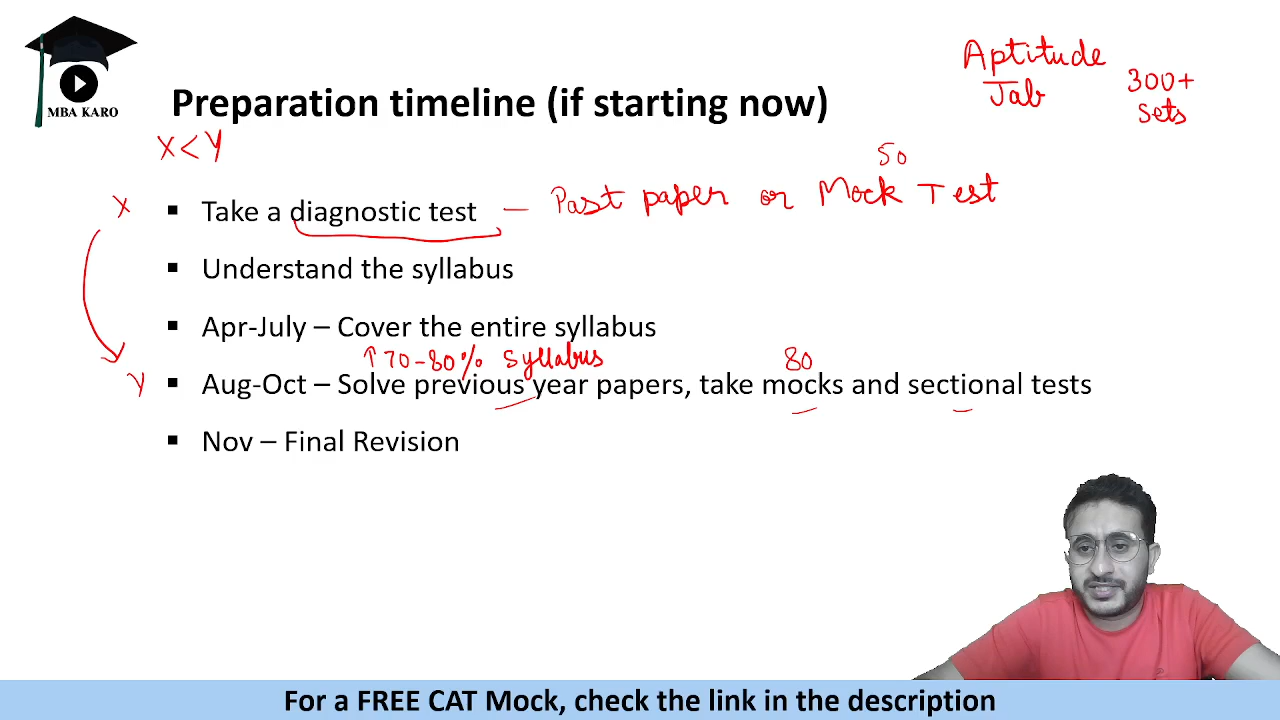 MBA KARO
Preparation timeline (if starting now)
Aptitude
Jab
300+
Sets
X < Y
50
X ▪ Take a diagnostic test — Past paper or Mock Test
▪ Understand the syllabus
▪ Apr-July – Cover the entire syllabus
↑ 70-80% Syllabus 80
Y ▪ Aug-Oct – Solve previous year papers, take mocks and sectional tests
▪ Nov – Final Revision
For a FREE CAT Mock, check the link in the description